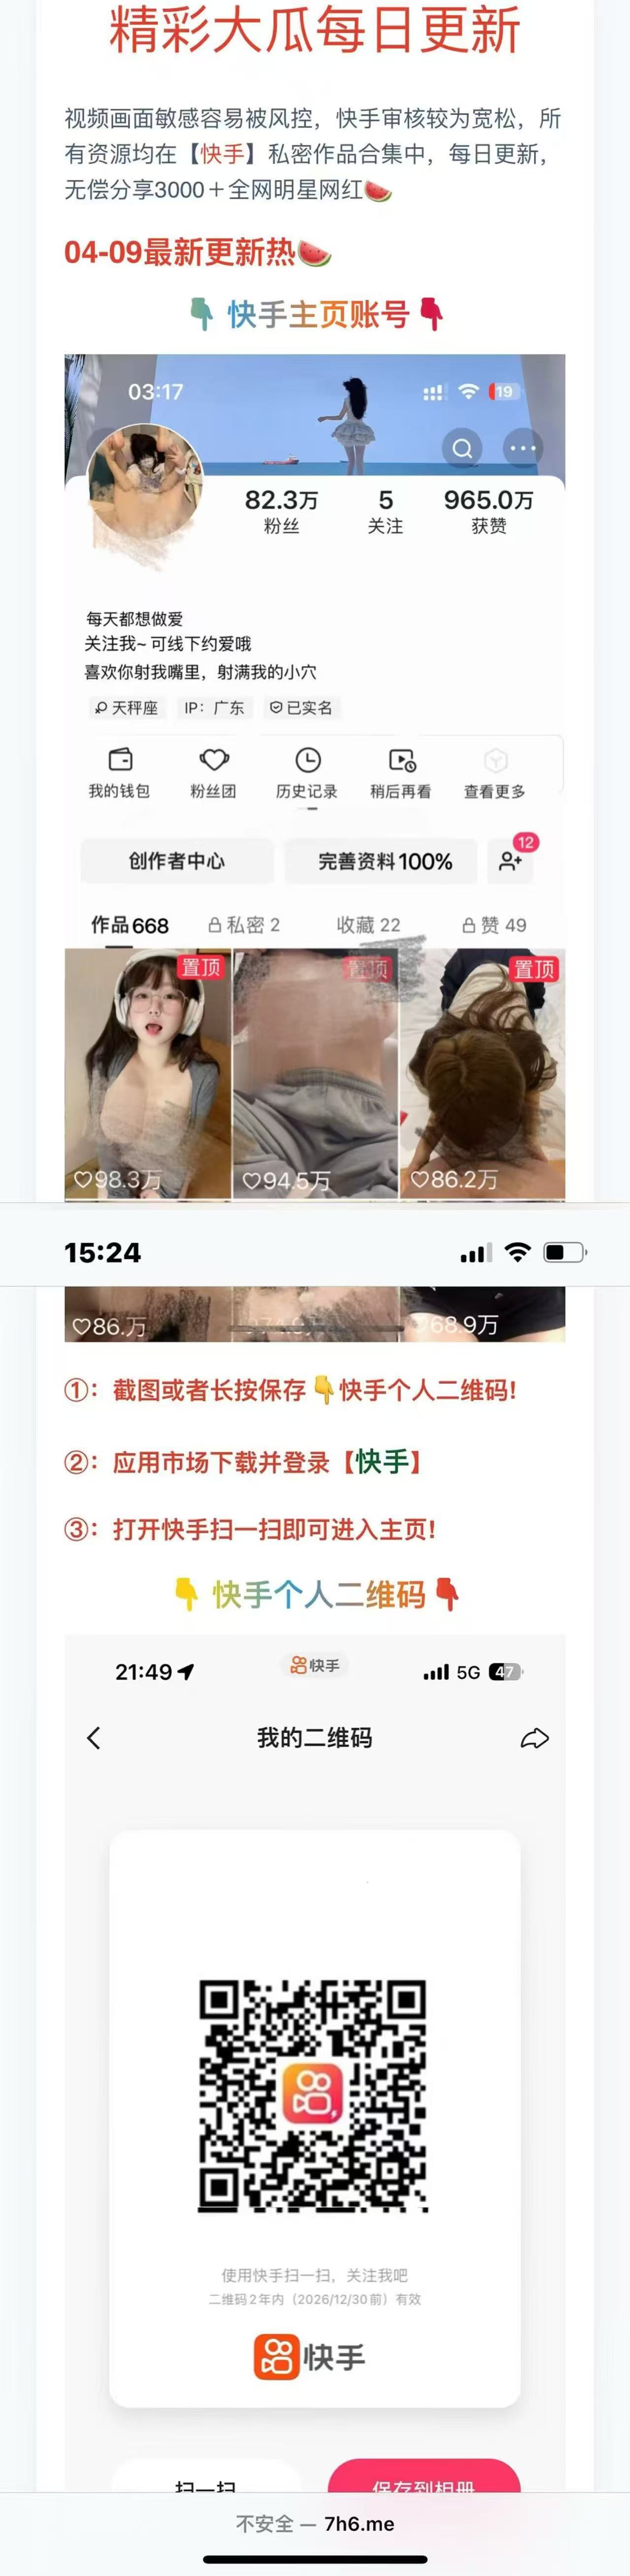 精彩大瓜每日更新
视频画面敏感容易被风控，快手审核较为宽松，所
有资源均在【快手】私密作品合集中，每日更新，
无偿分享3000＋全网明星网红🍉
04-09最新更新热🍉
👇 快手主页账号 👇
03:17
19
82.3万 5 965.0万
粉丝 关注 获赞
每天都想做爱
关注我~ 可线下约爱哦
喜欢你射我嘴里，射满我的小穴
天秤座 IP：广东 已实名
我的钱包 粉丝团 历史记录 稍后再看 查看更多
创作者中心 完善资料100% 12
作品668 私密 2 收藏 22 赞 49
置顶 置顶 置顶
♡98.3万 ♡94.5万 ♡86.2万
15:24
♡86.万 68.9万
①：截图或者长按保存👇快手个人二维码!
②：应用市场下载并登录【快手】
③：打开快手扫一扫即可进入主页!
👇 快手个人二维码 👇
21:49 快手 5G 47
我的二维码
使用快手扫一扫，关注我吧
二维码2年内（2026/12/30前）有效
快手
扫一扫 保存到相册
不安全 — 7h6.me